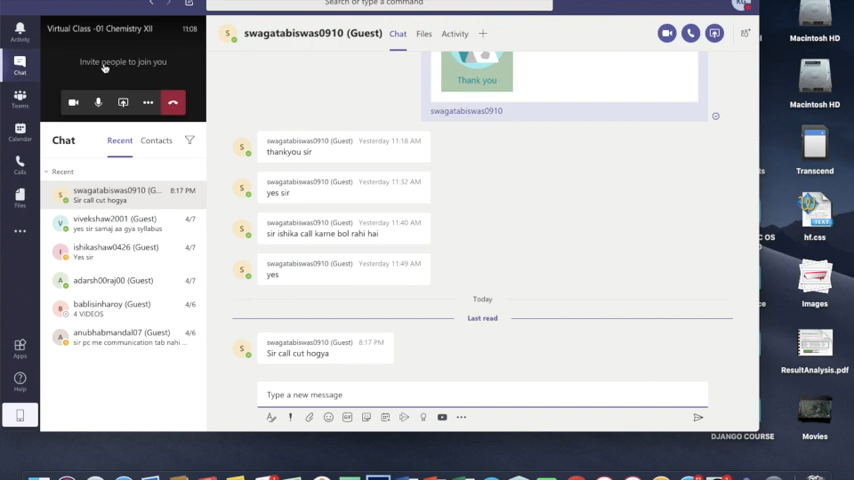 Search or type a command
KG
Virtual Class -01 Chemistry XII
11:08
Invite people to join you
Activity
Chat
Teams
Calendar
Calls
Files
Apps
Help
Chat
Recent
Contacts
Recent
swagatabiswas0910 (G...
8:17 PM
Sir call cut hogya
vivekshaw2001 (Guest)
4/7
yes sir samaj aa gya syllabus
ishikashaw0426 (Guest)
4/7
Yes sir
adarsh00raj00 (Guest)
4/7
bablisinharoy (Guest)
4/6
4 VIDEOS
anubhabmandal07 (Guest)
4/6
sir pc me communication tab nahi ...
swagatabiswas0910 (Guest)
Chat
Files
Activity
Thank you
swagatabiswas0910
swagatabiswas0910 (Guest) Yesterday 11:18 AM
thankyou sir
swagatabiswas0910 (Guest) Yesterday 11:32 AM
yes sir
swagatabiswas0910 (Guest) Yesterday 11:40 AM
sir ishika call karne bol rahi hai
swagatabiswas0910 (Guest) Yesterday 11:49 AM
yes
Today
Last read
swagatabiswas0910 (Guest) 8:17 PM
Sir call cut hogya
Type a new message
GIF
Macintosh HD
Macintosh HD
Transcend
hf.css
Images
ResultAnalysis.pdf
Movies
DJANGO COURSE